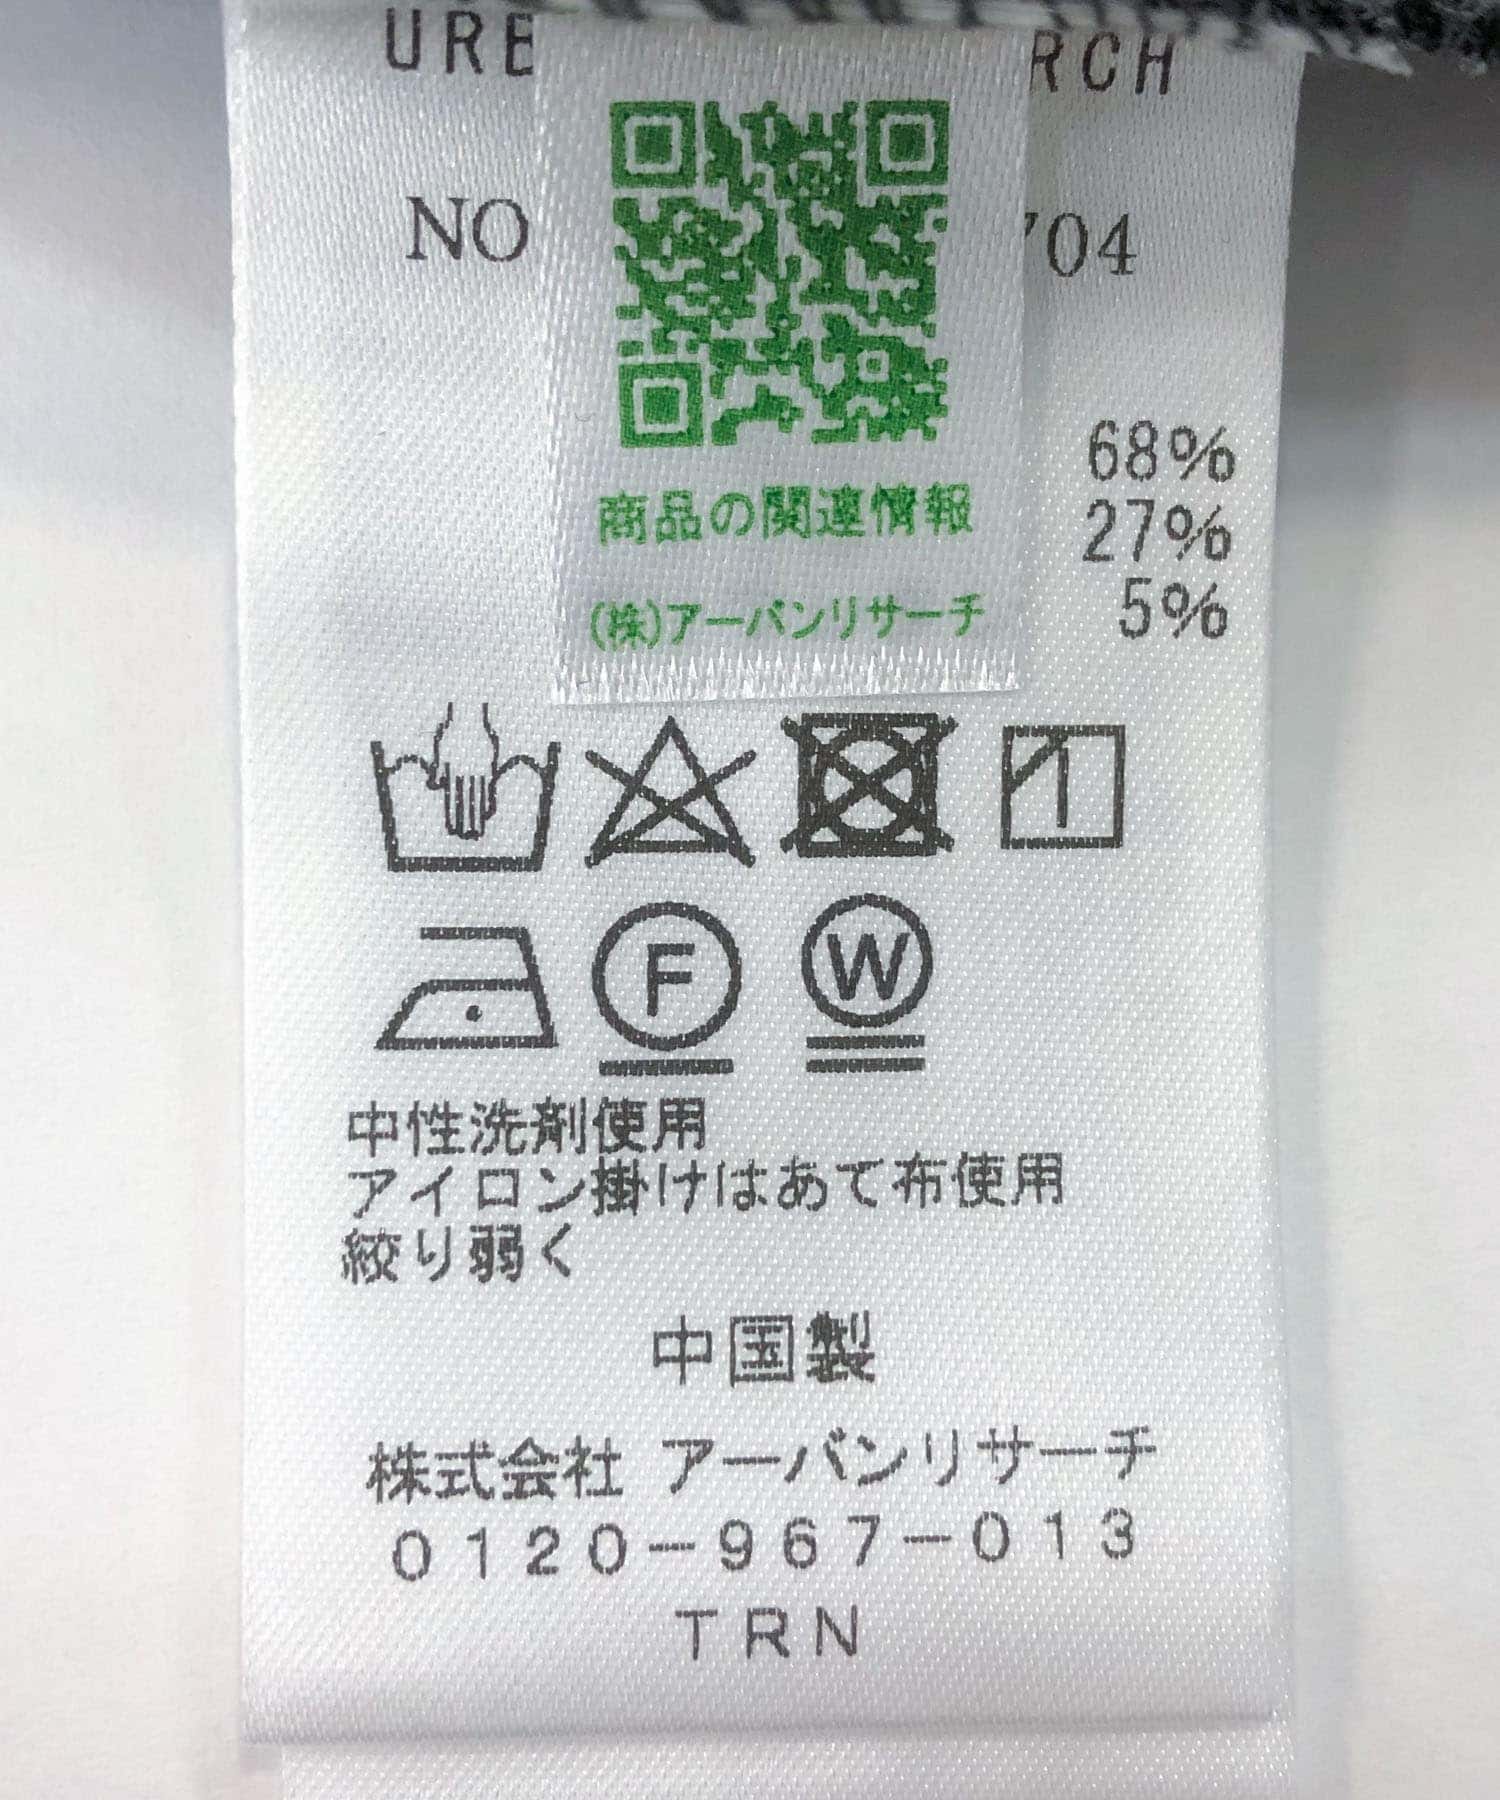 URB
RCH
NO
704
68%
27%
5%
商品の関連情報
(株)アーバンリサーチ
F
W
中性洗剤使用
アイロン掛けはあて布使用
絞り弱く
中国製
株式会社 アーバンリサーチ
0120-967-013
TRN